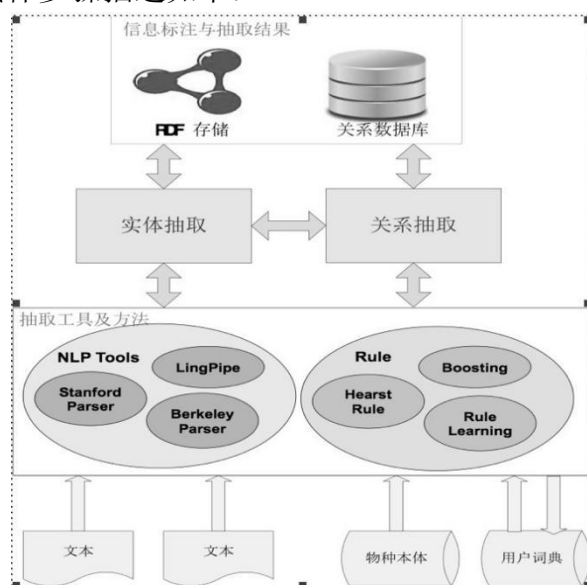 信息标注与抽取结果
RDF 存储
关系数据库
实体抽取
关系抽取
抽取工具及方法
NLP Tools
LingPipe
Stanford
Parser
Berkeley
Parser
Rule
Boosting
Hearst
Rule
Rule
Learning
文本
文本
物种本体
用户词典